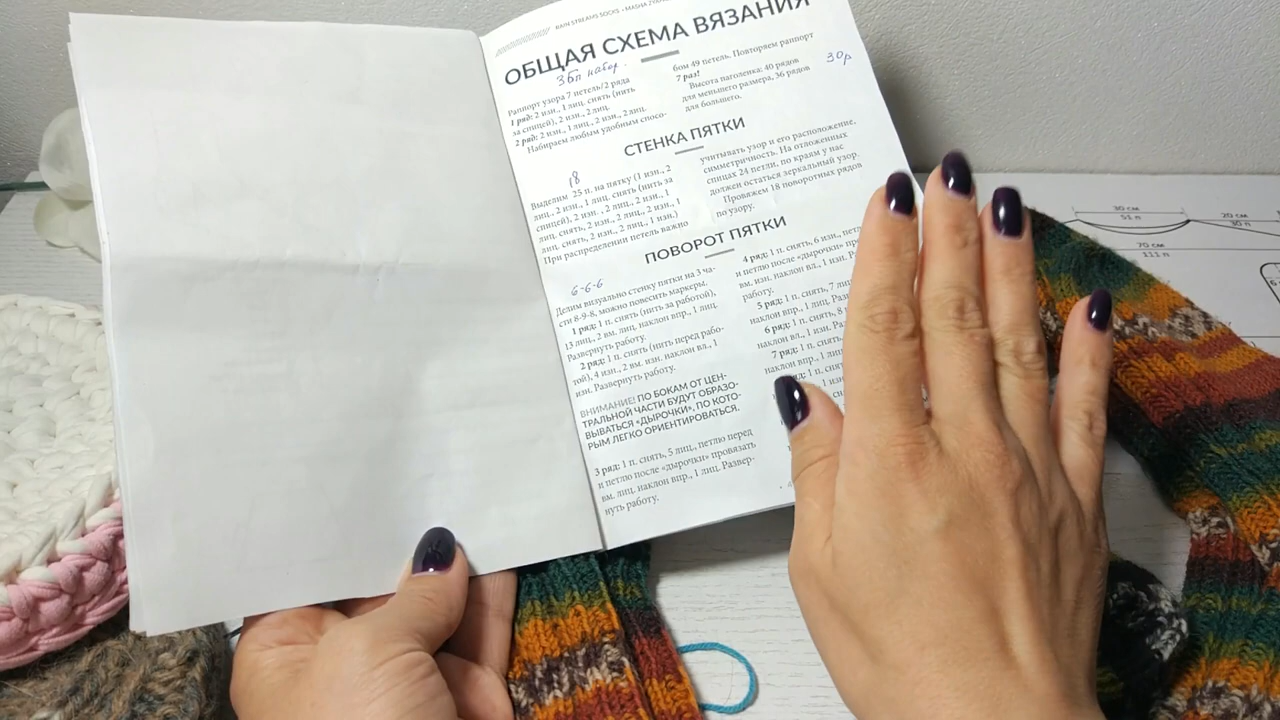 RAIN STREAMS SOCKS • MASHA
ОБЩАЯ СХЕМА ВЯЗАНИЯ
36п набор.
Раппорт узора 7 петель/2 ряда
1 ряд: 2 изн., 1 лиц. снять (нить
за спицей), 2 изн., 2 лиц.
2 ряд: 2 изн., 1 лиц., 2 изн., 2 лиц.
Набираем любым удобным спосо-
бом 49 петель. Повторяем раппорт
7 раз!
30р
Высота паголенка: 40 рядов
для меньшего размера, 36 рядов
для большего.
СТЕНКА ПЯТКИ
18
Выделим 25 п. на пятку (1 изн., 2
лиц., 2 изн., 1 лиц. снять (нить за
спицей), 2 изн., 2 лиц., 2 изн., 1
лиц. снять, 2 изн., 2 лиц., 2 изн., 1
лиц. снять, 2 изн., 2 лиц., 1 изн.)
При распределении петель важно
учитывать узор и его расположение,
симметричность. На отложенных
спицах 24 петли, по краям у нас
должен остаться зеркальный узор.
Провяжем 18 поворотных рядов
по узору.
ПОВОРОТ ПЯТКИ
6-6-6
Делим визуально стенку пятки на 3 ча-
сти 8-9-8, можно повесить маркеры.
1 ряд: 1 п. снять (нить за работой),
13 лиц., 2 вм. лиц. наклон впр., 1 лиц.
Развернуть работу.
2 ряд: 1 п. снять (нить перед рабо-
той), 4 изн., 2 вм. изн. наклон вл., 1
изн. Развернуть работу.
ВНИМАНИЕ! ПО БОКАМ ОТ ЦЕН-
ТРАЛЬНОЙ ЧАСТИ БУДУТ ОБРАЗО-
ВЫВАТЬСЯ «ДЫРОЧКИ», ПО КОТО-
РЫМ ЛЕГКО ОРИЕНТИРОВАТЬСЯ.
3 ряд: 1 п. снять, 5 лиц., петлю перед
и петлю после «дырочки» провязать
вм. лиц. наклон впр., 1 лиц. Развер-
нуть работу.
4 ряд: 1 п. снять, 6 изн.,
и петлю после «дырочки»
вм. изн. наклон вл., 1 изн.
работу.
5 ряд: 1 п. снять, 7
наклон впр., 1 лиц.
6 ряд: 1 п. снять, 8
наклон вл., 1 изн.
7 ряд: 1 п.
впр., 1
30 см
51 п
20 см
30 п
70 см
111 п